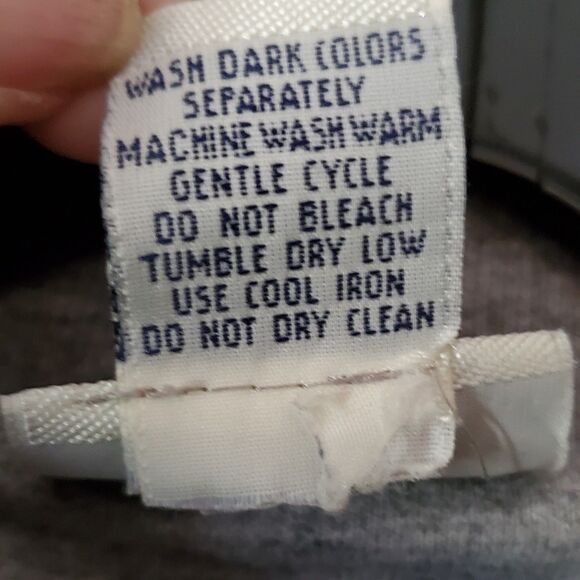 WASH DARK COLORS
SEPARATELY
MACHINE WASH WARM
GENTLE CYCLE
DO NOT BLEACH
TUMBLE DRY LOW
USE COOL IRON
DO NOT DRY CLEAN